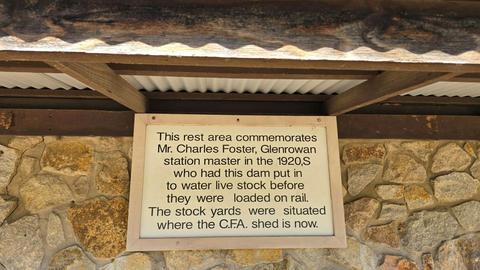 This rest area commemorates
Mr. Charles Foster, Glenrowan
station master in the 1920,S
who had this dam put in
to water live stock before
they were loaded on rail.
The stock yards were situated
where the C.F.A. shed is now.